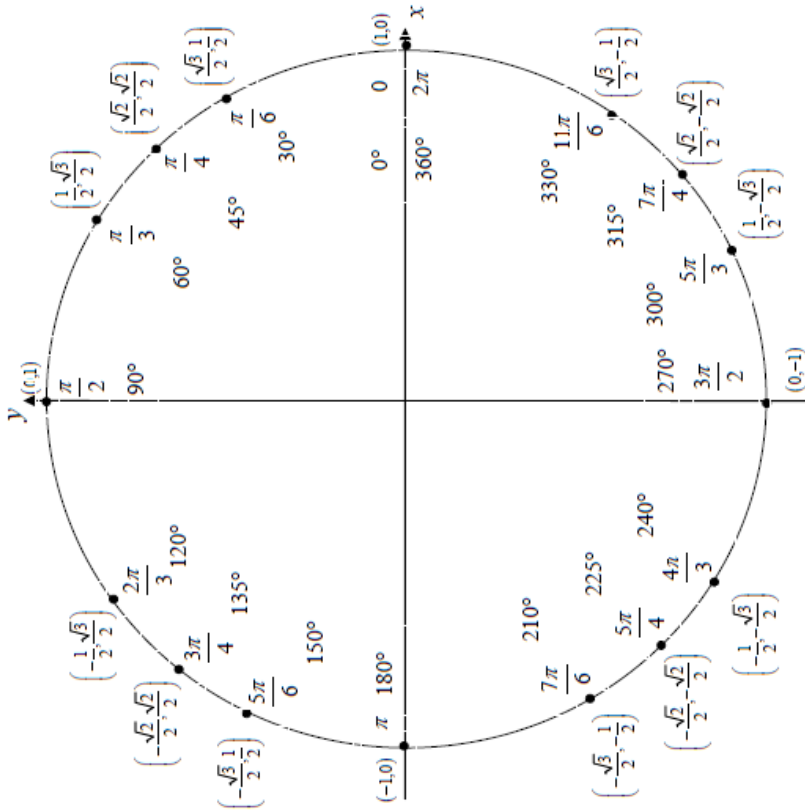 y
(0,1)
π/2
90°
(1/2, √3/2)
π/3
60°
(√2/2, √2/2)
π/4
45°
(√3/2, 1/2)
π/6
30°
(1,0)
x
0
0°
2π
360°
(−1/2, √3/2)
2π/3
120°
(−√2/2, √2/2)
3π/4
135°
(−√3/2, 1/2)
5π/6
150°
(−1,0)
π
180°
(−√3/2, −1/2)
7π/6
210°
(−√2/2, −√2/2)
5π/4
225°
(−1/2, −√3/2)
4π/3
240°
270°
3π/2
(0,−1)
300°
5π/3
(1/2, −√3/2)
315°
7π/4
(√2/2, −√2/2)
330°
11π/6
(√3/2, −1/2)